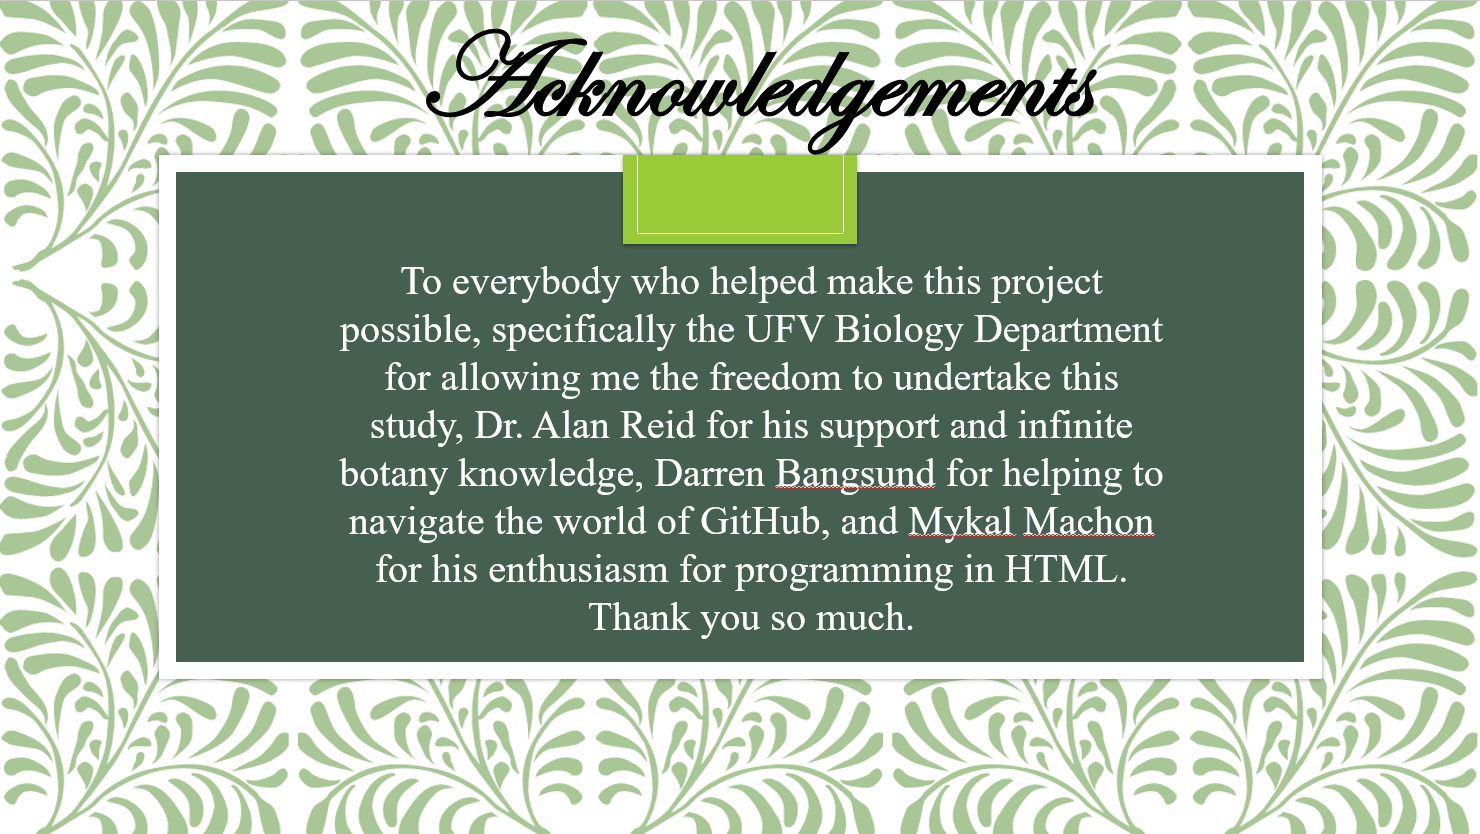 Acknowledgements
To everybody who helped make this project
possible, specifically the UFV Biology Department
for allowing me the freedom to undertake this
study, Dr. Alan Reid for his support and infinite
botany knowledge, Darren Bangsund for helping to
navigate the world of GitHub, and Mykal Machon
for his enthusiasm for programming in HTML.
Thank you so much.